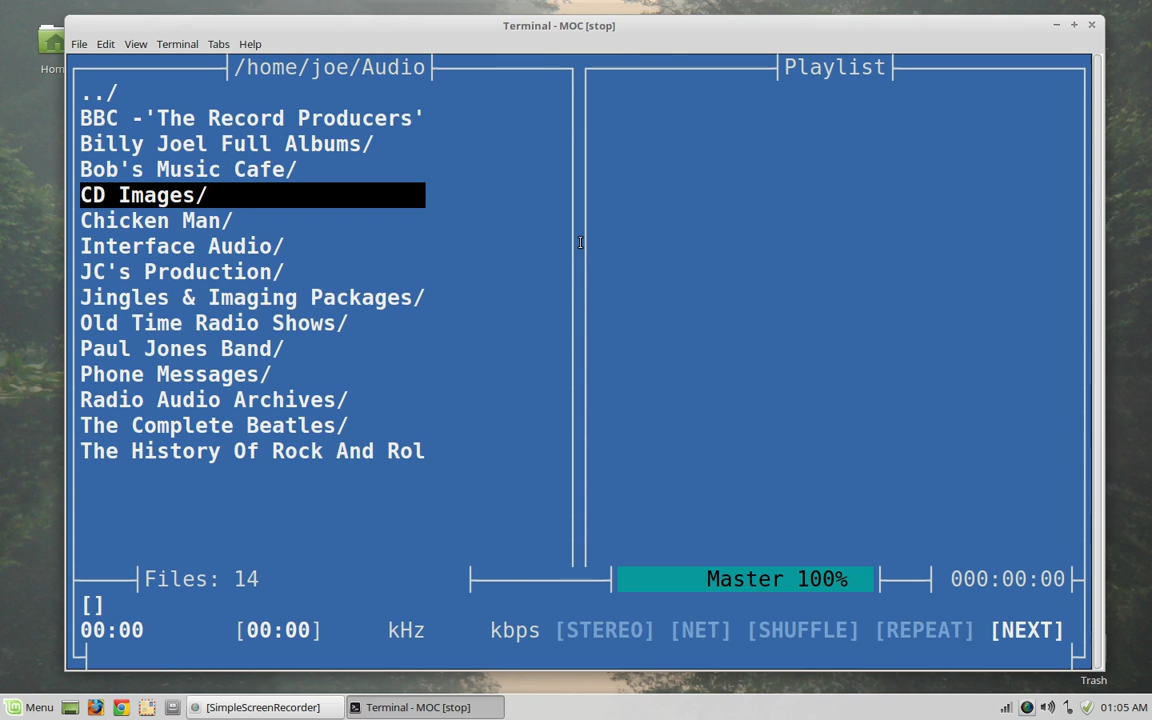 Terminal - MOC [stop]
File Edit View Terminal Tabs Help
Hom
/home/joe/Audio
Playlist
../
BBC -'The Record Producers'
Billy Joel Full Albums/
Bob's Music Cafe/
CD Images/
Chicken Man/
Interface Audio/
JC's Production/
Jingles & Imaging Packages/
Old Time Radio Shows/
Paul Jones Band/
Phone Messages/
Radio Audio Archives/
The Complete Beatles/
The History Of Rock And Rol
Files: 14
Master 100%
000:00:00
[]
00:00 [00:00] kHz kbps [STEREO] [NET] [SHUFFLE] [REPEAT] [NEXT]
Trash
Menu [SimpleScreenRecorder] Terminal - MOC [stop] 01:05 AM